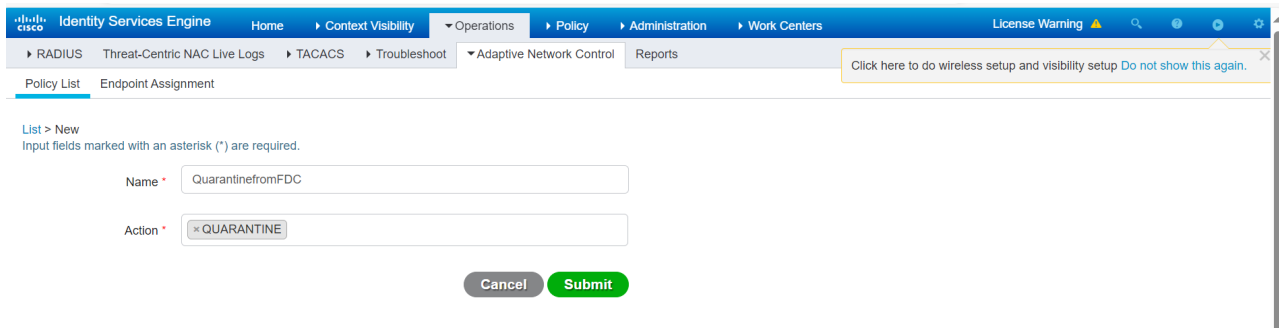 cisco Identity Services Engine Home Context Visibility Operations Policy Administration Work Centers License Warning
RADIUS Threat-Centric NAC Live Logs TACACS Troubleshoot Adaptive Network Control Reports
Click here to do wireless setup and visibility setup Do not show this again.
Policy List Endpoint Assignment
List > New
Input fields marked with an asterisk (*) are required.
Name * QuarantinefromFDC
Action * × QUARANTINE
Cancel Submit